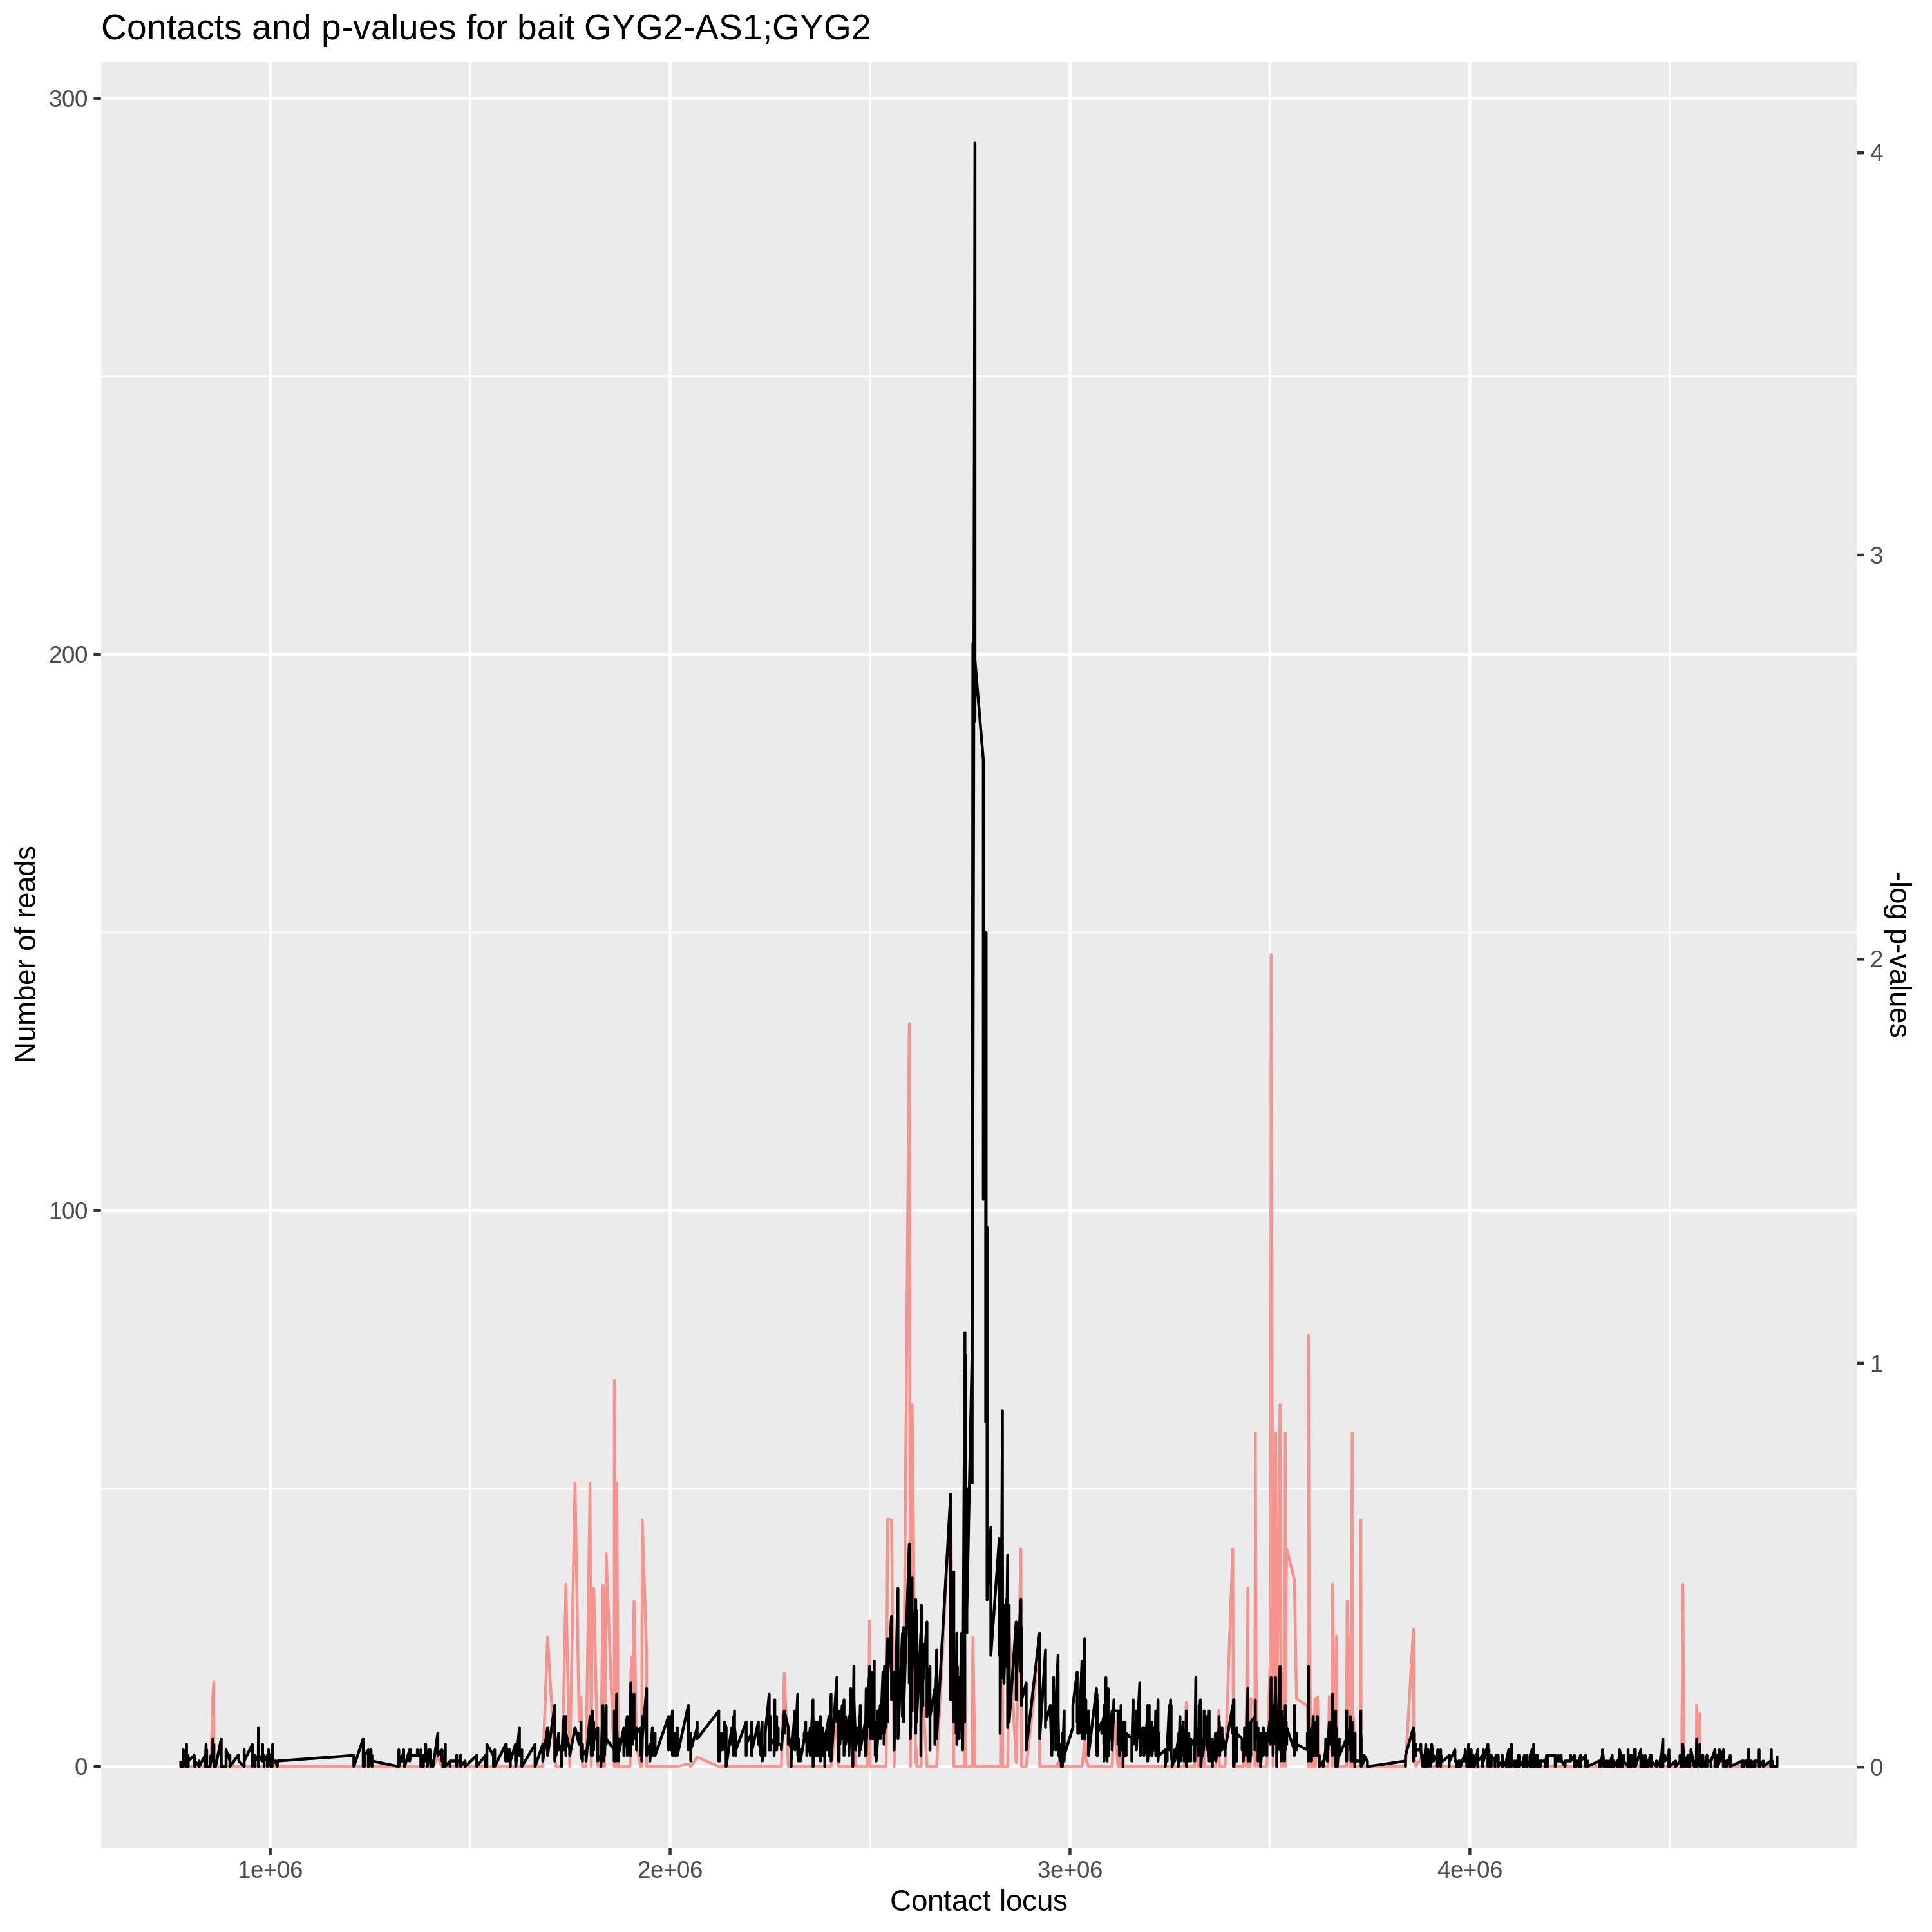 Contacts and p-values for bait GYG2-AS1;GYG2
300
200
100
0
Number of reads
4
3
2
1
0
-log p-values
1e+06
2e+06
3e+06
4e+06
Contact locus